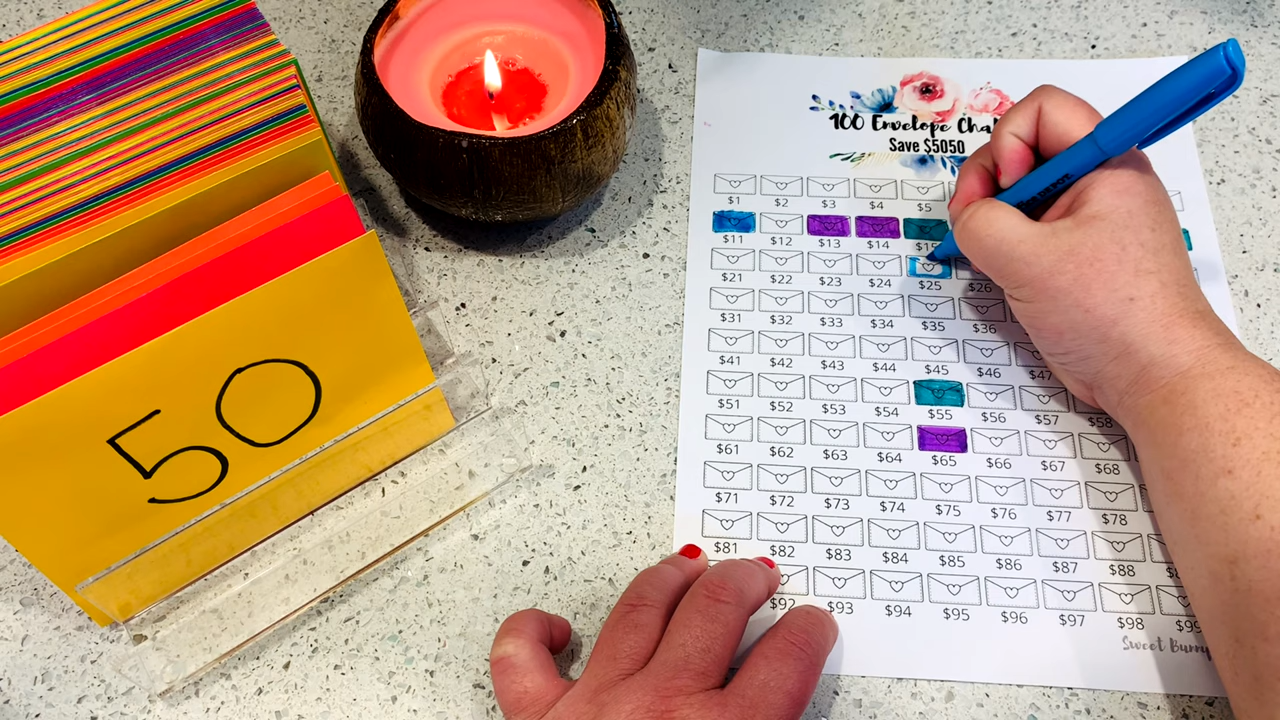 100 Envelope Cha
Save $5050
$1 $2 $3 $4 $5
$11 $12 $13 $14 $15
$21 $22 $23 $24 $25 $26
$31 $32 $33 $34 $35 $36
$41 $42 $43 $44 $45 $46 $47
50
$51 $52 $53 $54 $55 $56 $57 $58
$61 $62 $63 $64 $65 $66 $67 $68
$71 $72 $73 $74 $75 $76 $77 $78
$81 $82 $83 $84 $85 $86 $87 $88
$92 $93 $94 $95 $96 $97 $98 $99
Sweet Bunny